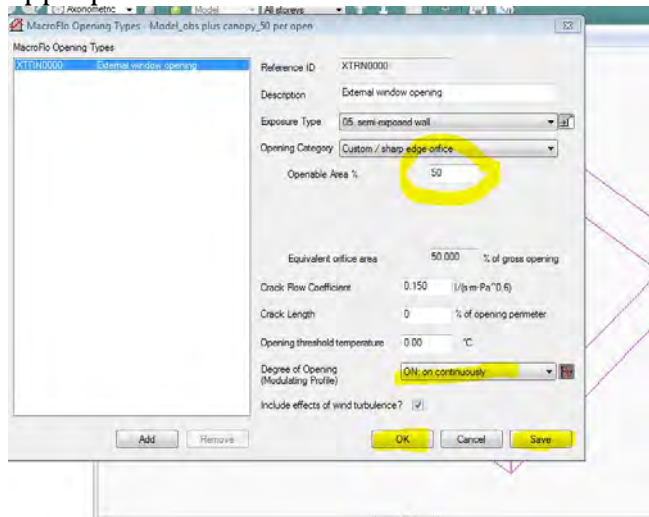 Axonometric
Model
All storeys
MacroFlo Opening Types - Model_obs plus canopy_50 per open
MacroFlo Opening Types
XTRN0000 External window opening
Reference ID XTRN0000
Description External window opening
Exposure Type 05. semi-exposed wall
Opening Category Custom / sharp edge orifice
Openable Area % 50
Equivalent orifice area 50.000 % of gross opening
Crack Flow Coefficient 0.150 l/(s·m·Pa^0.6)
Crack Length 0 % of opening perimeter
Opening threshold temperature 0.00 °C
Degree of Opening
(Modulating Profile) ON: on continuously
Include effects of wind turbulence?
Add Remove OK Cancel Save